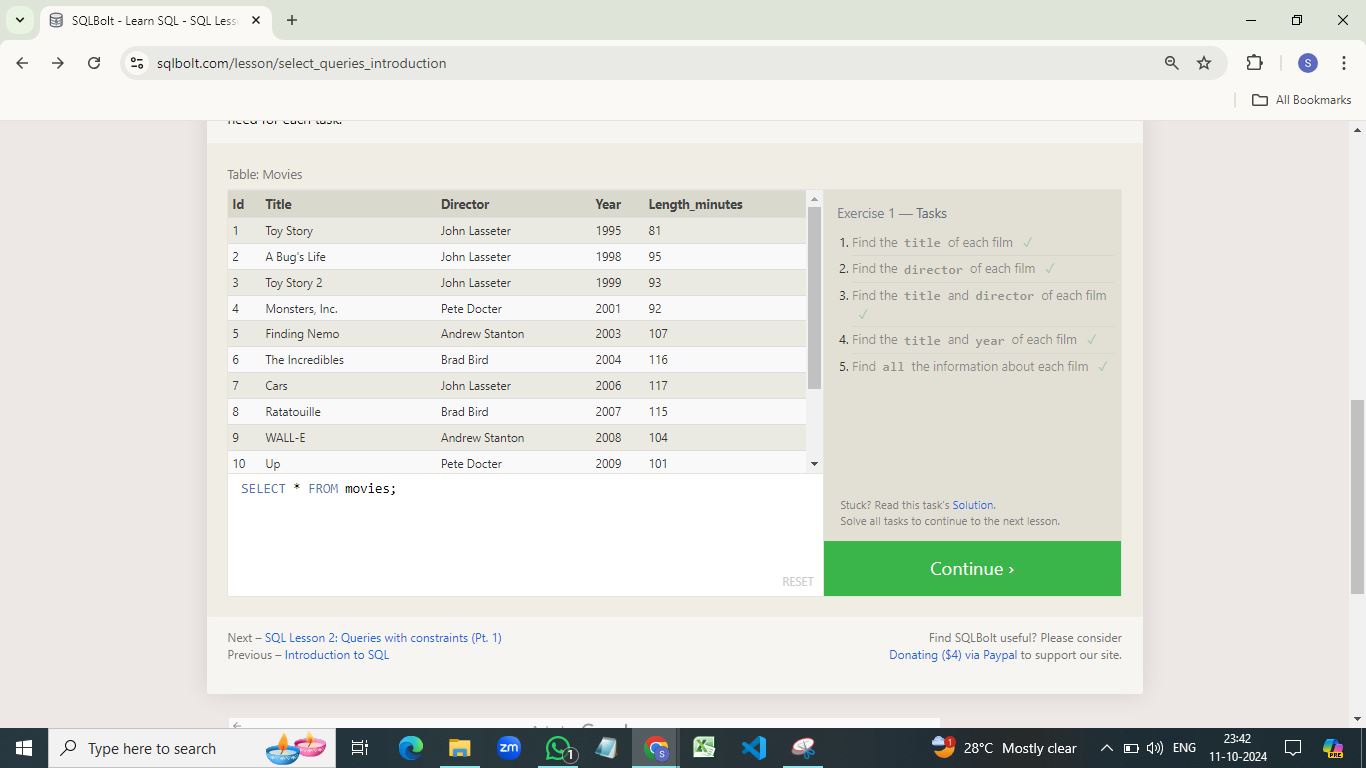 SQLBolt - Learn SQL - SQL Less
sqlbolt.com/lesson/select_queries_introduction
S
All Bookmarks
need for each task.
Table: Movies
Id Title Director Year Length_minutes
1 Toy Story John Lasseter 1995 81
2 A Bug's Life John Lasseter 1998 95
3 Toy Story 2 John Lasseter 1999 93
4 Monsters, Inc. Pete Docter 2001 92
5 Finding Nemo Andrew Stanton 2003 107
6 The Incredibles Brad Bird 2004 116
7 Cars John Lasseter 2006 117
8 Ratatouille Brad Bird 2007 115
9 WALL-E Andrew Stanton 2008 104
10 Up Pete Docter 2009 101
SELECT * FROM movies;
RESET
Exercise 1 — Tasks
1. Find the title of each film ✓
2. Find the director of each film ✓
3. Find the title and director of each film
✓
4. Find the title and year of each film ✓
5. Find all the information about each film ✓
Stuck? Read this task's Solution.
Solve all tasks to continue to the next lesson.
Continue ›
Next – SQL Lesson 2: Queries with constraints (Pt. 1)
Previous – Introduction to SQL
Find SQLBolt useful? Please consider
Donating ($4) via Paypal to support our site.
Type here to search
zm
1
S
1
28°C Mostly clear
ENG
23:42
11-10-2024
PRE